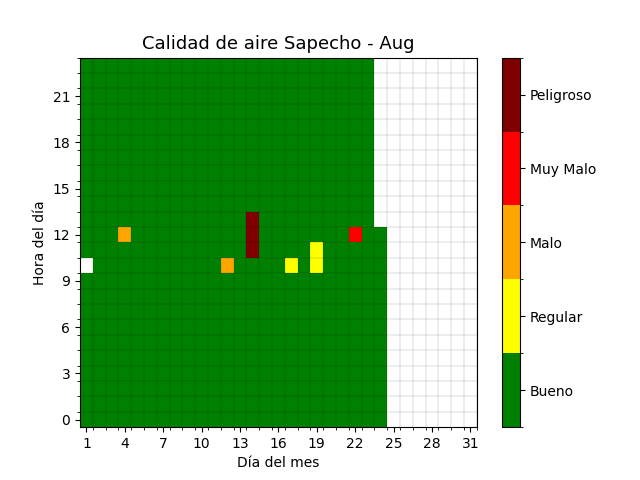 Calidad de aire Sapecho - Aug
Hora del día
21
18
15
12
9
6
3
0
1 4 7 10 13 16 19 22 25 28 31
Día del mes
Peligroso
Muy Malo
Malo
Regular
Bueno